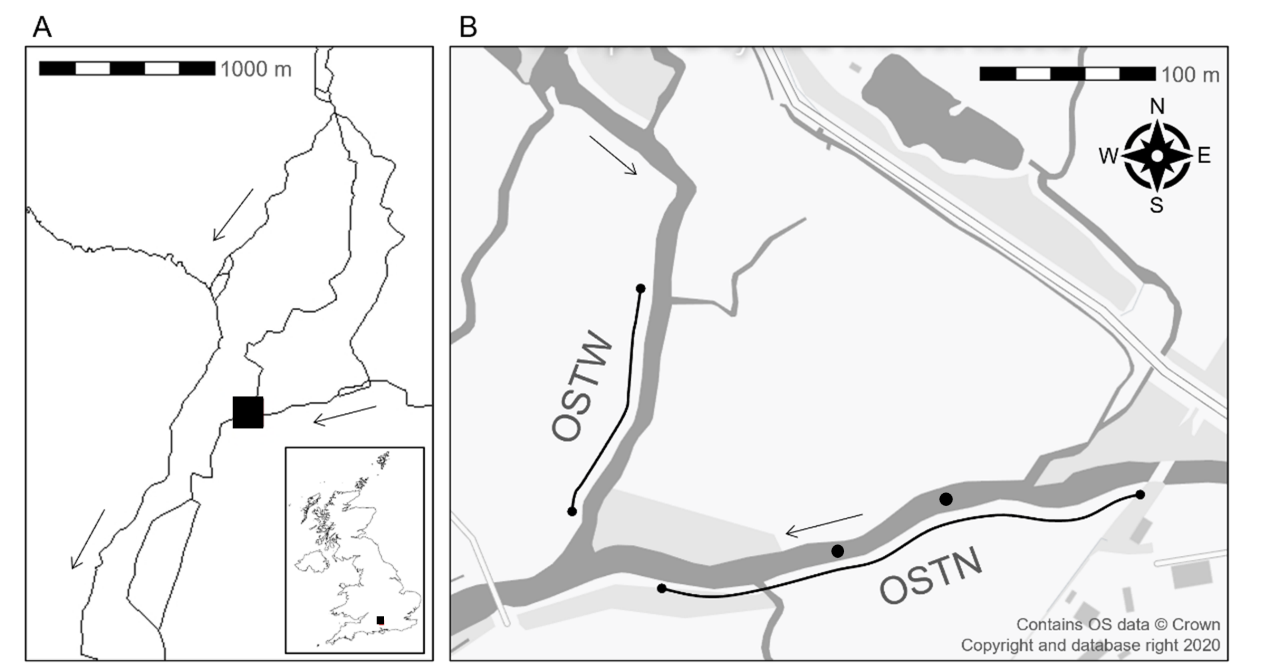 A
B
1000 m
100 m
N
W
E
S
OSTW
OSTN
Contains OS data © Crown
Copyright and database right 2020